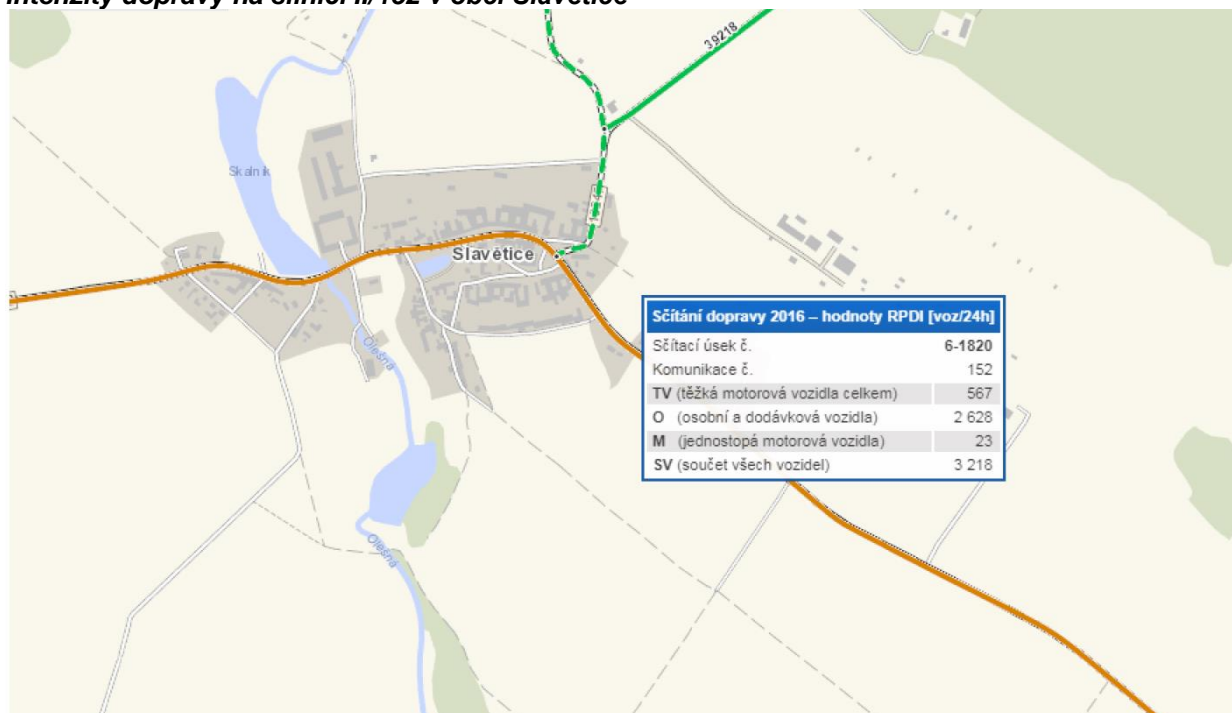 Intenzity dopravy na silnici II/152 v obci Slavětice
39218
Skalník
Slavětice
Olešná
Olešná
Sčítání dopravy 2016 – hodnoty RPDI [voz/24h]
Sčítací úsek č. 6-1820
Komunikace č. 152
TV (těžká motorová vozidla celkem) 567
O (osobní a dodávková vozidla) 2 628
M (jednostopá motorová vozidla) 23
SV (součet všech vozidel) 3 218